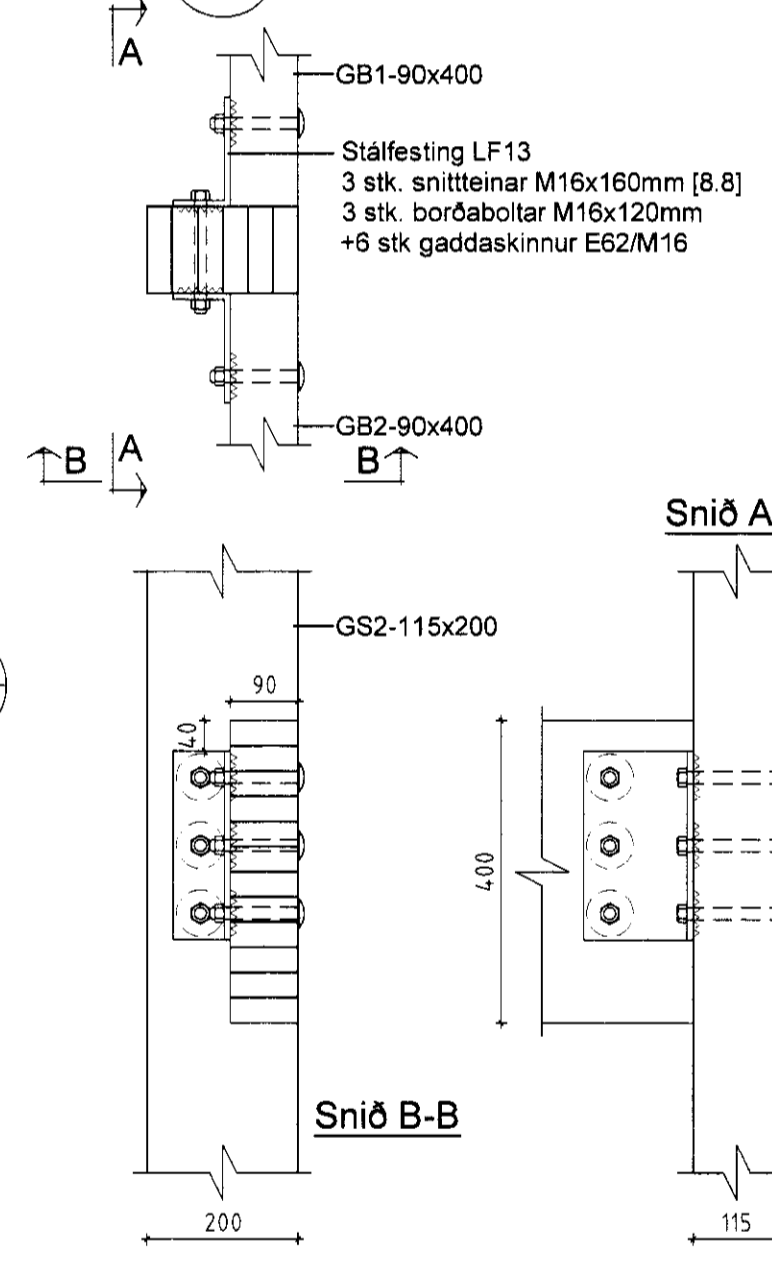 A
GB1-90x400
Stálfesting LF13
3 stk. snittteinar M16x160mm [8.8]
3 stk. borðaboltar M16x120mm
+6 stk gaddaskinnur E62/M16
GB2-90x400
B
A
B
Snið A
GS2-115x200
90
40
400
Snið B-B
200
115